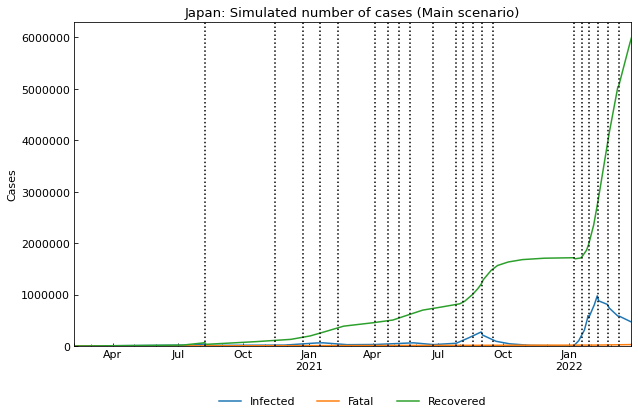 Japan: Simulated number of cases (Main scenario)
6000000
5000000
4000000
3000000
2000000
1000000
0
Cases
Apr Jul Oct Jan Apr Jul Oct Jan
2021 2022
Infected Fatal Recovered